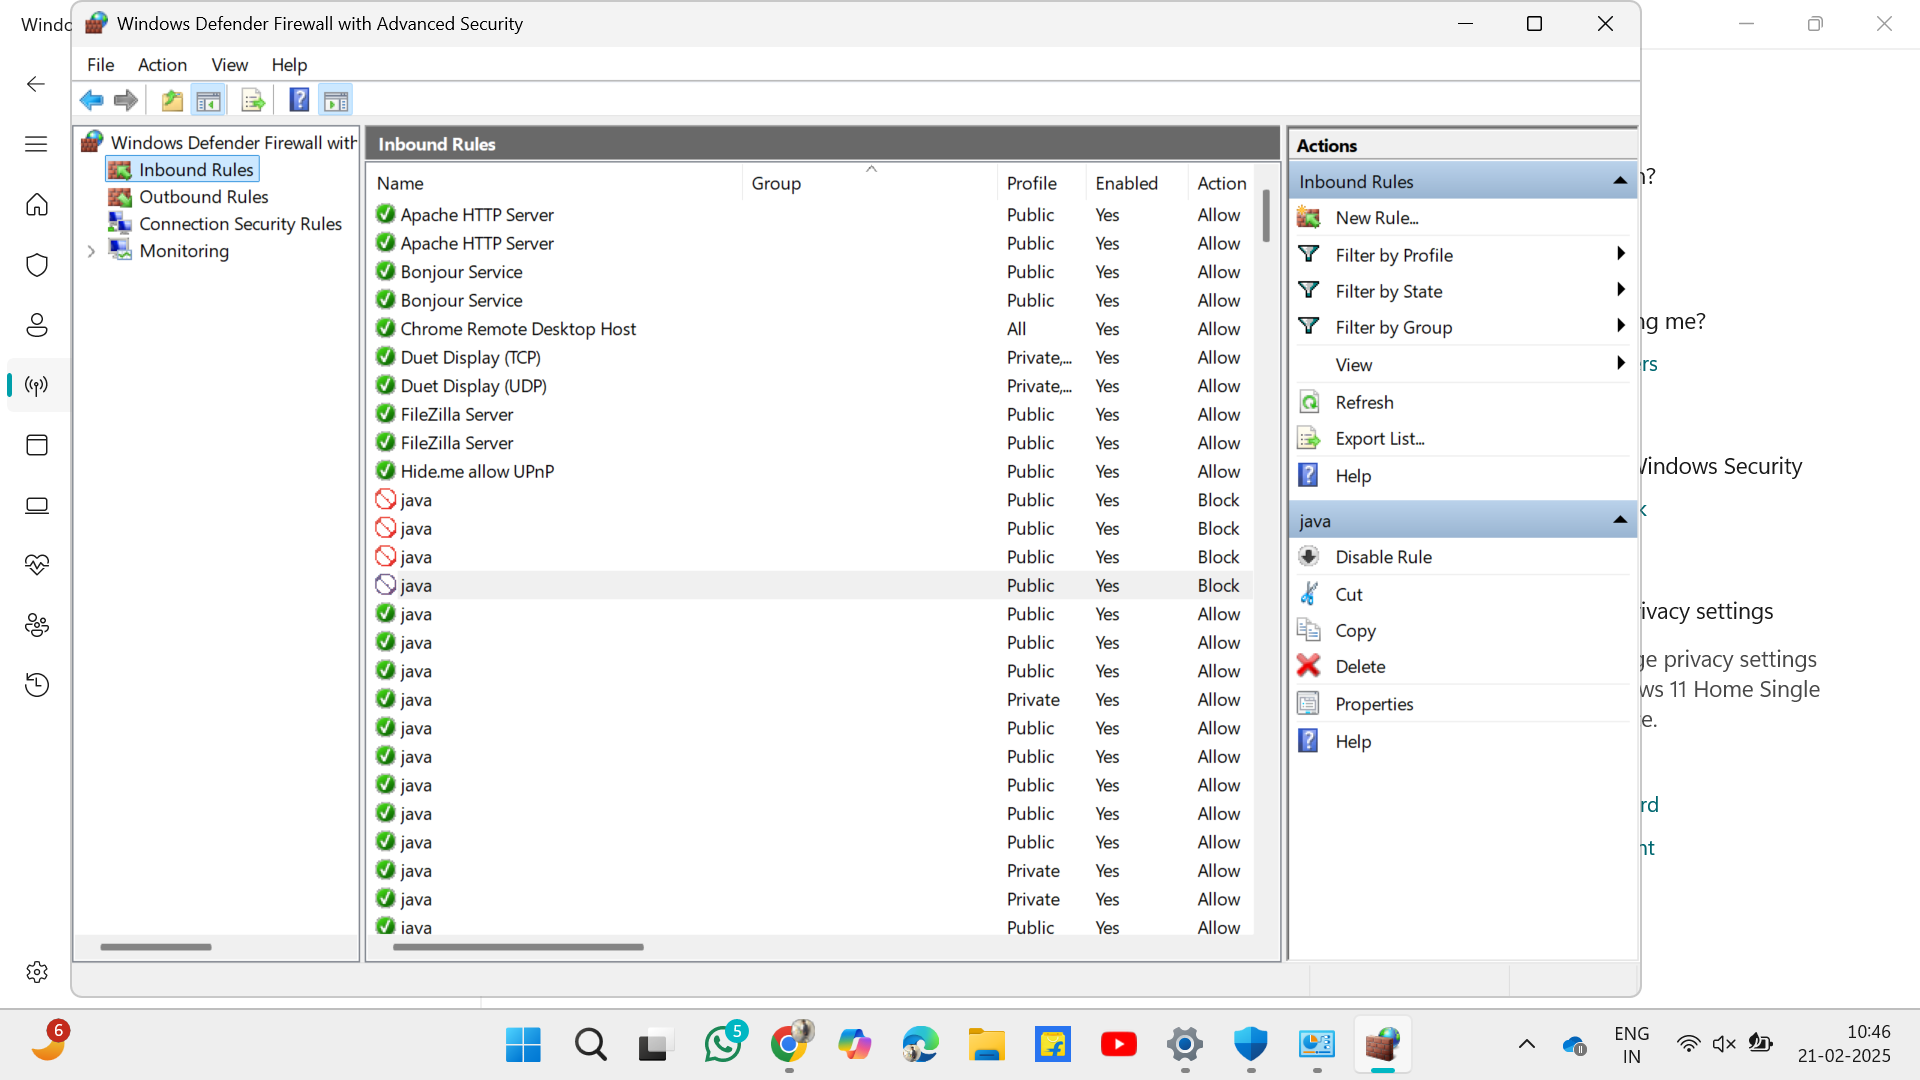 Windo
Windows Defender Firewall with Advanced Security
File Action View Help
Windows Defender Firewall with
Inbound Rules
Outbound Rules
Connection Security Rules
Monitoring
Inbound Rules
Name Group Profile Enabled Action
Apache HTTP Server Public Yes Allow
Apache HTTP Server Public Yes Allow
Bonjour Service Public Yes Allow
Bonjour Service Public Yes Allow
Chrome Remote Desktop Host All Yes Allow
Duet Display (TCP) Private,... Yes Allow
Duet Display (UDP) Private,... Yes Allow
FileZilla Server Public Yes Allow
FileZilla Server Public Yes Allow
Hide.me allow UPnP Public Yes Allow
java Public Yes Block
java Public Yes Block
java Public Yes Block
java Public Yes Block
java Public Yes Allow
java Public Yes Allow
java Public Yes Allow
java Private Yes Allow
java Public Yes Allow
java Public Yes Allow
java Public Yes Allow
java Public Yes Allow
java Public Yes Allow
java Private Yes Allow
java Private Yes Allow
java Public Yes Allow
Actions
Inbound Rules
New Rule...
Filter by Profile
Filter by State
Filter by Group
View
Refresh
Export List...
Help
java
Disable Rule
Cut
Copy
Delete
Properties
Help
n?
ng me?
rs
Windows Security
k
ivacy settings
ge privacy settings
ws 11 Home Single
e.
rd
nt
6
5
ENG
IN
10:46
21-02-2025